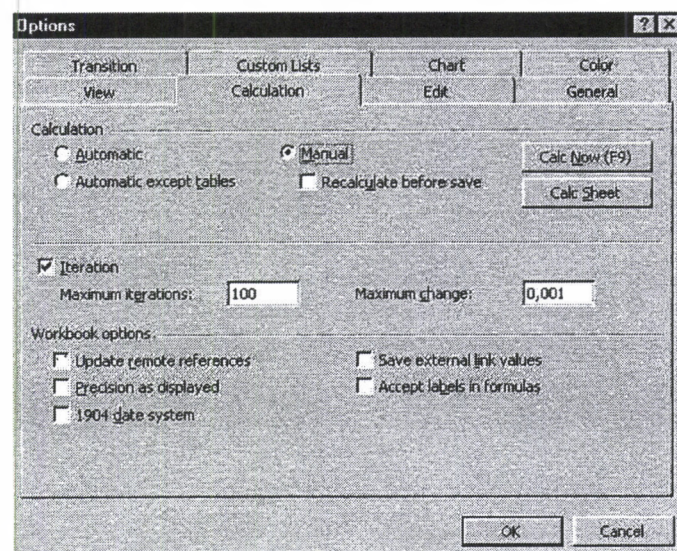 Options
Transition Custom Lists Chart Color
View Calculation Edit General
Calculation
Automatic Manual Calc Now (F9)
Automatic except tables Recalculate before save Calc Sheet
Iteration
Maximum iterations: 100 Maximum change: 0,001
Workbook options
Update remote references Save external link values
Precision as displayed Accept labels in formulas
1904 date system
OK Cancel